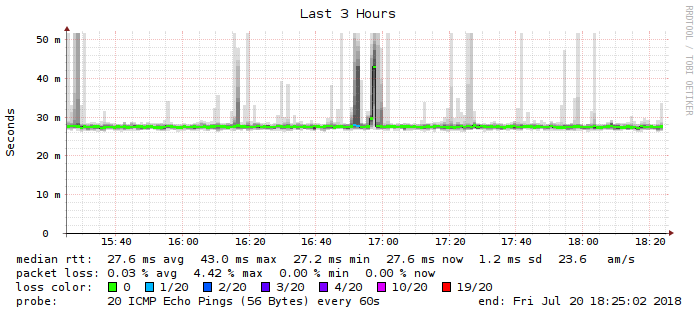 Last 3 Hours
RRDTOOL / TOBI OETIKER
Seconds
50 m
40 m
30 m
20 m
10 m
0
15:40 16:00 16:20 16:40 17:00 17:20 17:40 18:00 18:20
median rtt: 27.6 ms avg 43.0 ms max 27.2 ms min 27.6 ms now 1.2 ms sd 23.6 am/s
packet loss: 0.03 % avg 4.42 % max 0.00 % min 0.00 % now
loss color: 0 1/20 2/20 3/20 4/20 10/20 19/20
probe: 20 ICMP Echo Pings (56 Bytes) every 60s end: Fri Jul 20 18:25:02 2018